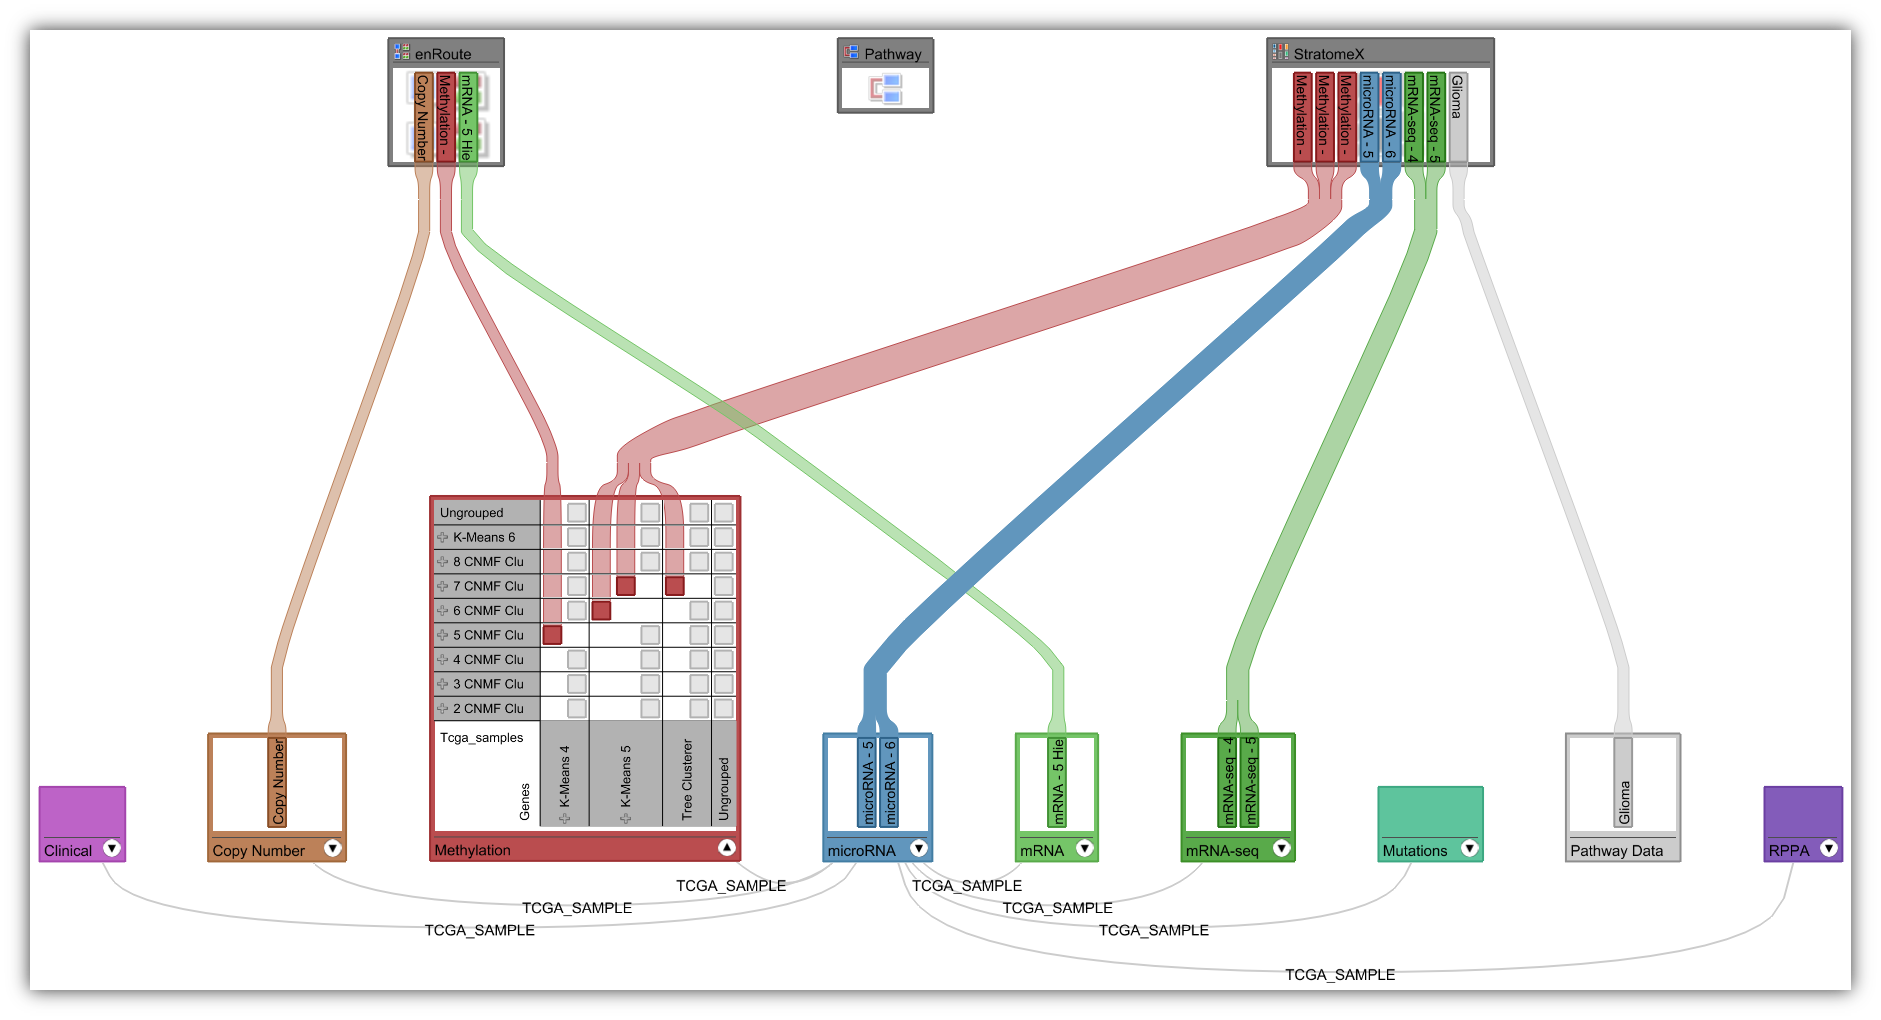 enRoute
Copy Number
Methylation -
mRNA - 5 Hie
Pathway
StratomeX
Methylation -
Methylation -
Methylation -
microRNA - 5
microRNA - 6
mRNA-seq - 4
mRNA-seq - 5
Glioma
Ungrouped
K-Means 6
8 CNMF Clu
7 CNMF Clu
6 CNMF Clu
5 CNMF Clu
4 CNMF Clu
3 CNMF Clu
2 CNMF Clu
Tcga_samples
Genes
K-Means 4
K-Means 5
Tree Clusterer
Ungrouped
Methylation
Clinical
Copy Number
Copy Number
microRNA - 5
microRNA - 6
microRNA
mRNA - 5 Hie
mRNA
mRNA-seq - 4
mRNA-seq - 5
mRNA-seq
Mutations
Glioma
Pathway Data
RPPA
TCGA_SAMPLE
TCGA_SAMPLE
TCGA_SAMPLE
TCGA_SAMPLE
TCGA_SAMPLE
TCGA_SAMPLE
TCGA_SAMPLE